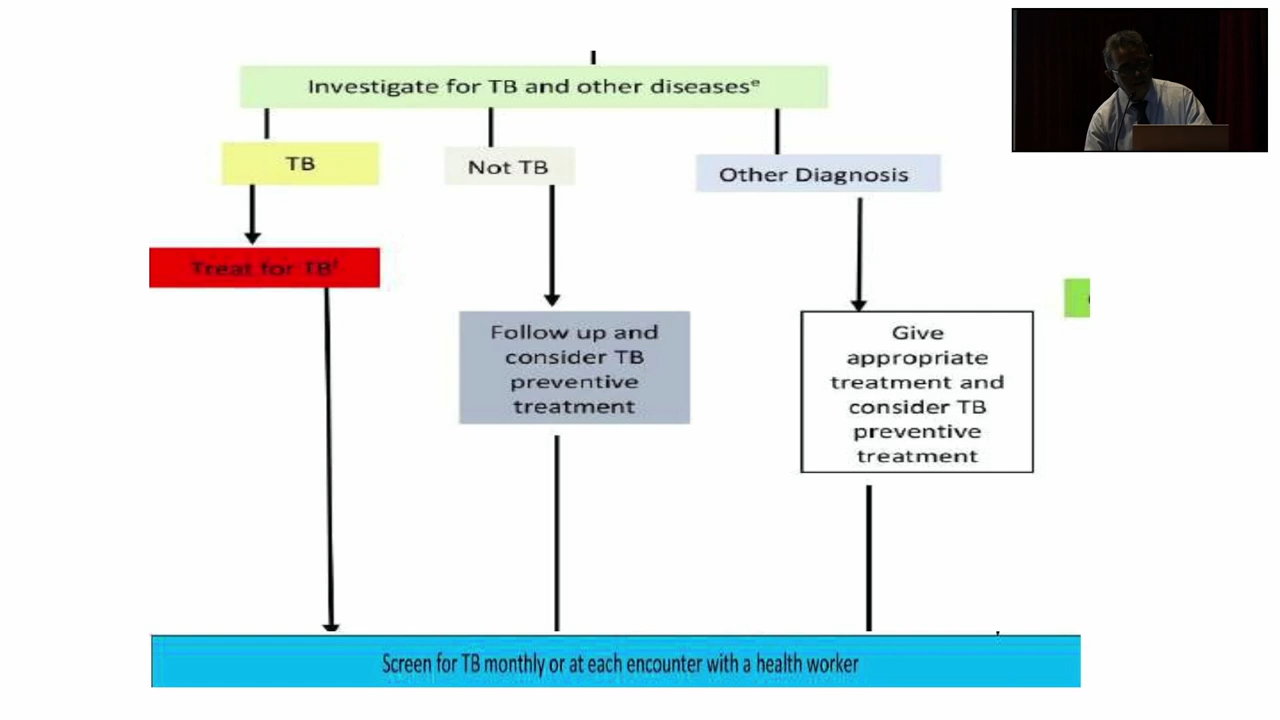 Investigate for TB and other diseasesᵉ
TB
Not TB
Other Diagnosis
Treat for TBᶠ
Follow up and
consider TB
preventive
treatment
Give
appropriate
treatment and
consider TB
preventive
treatment
Screen for TB monthly or at each encounter with a health worker